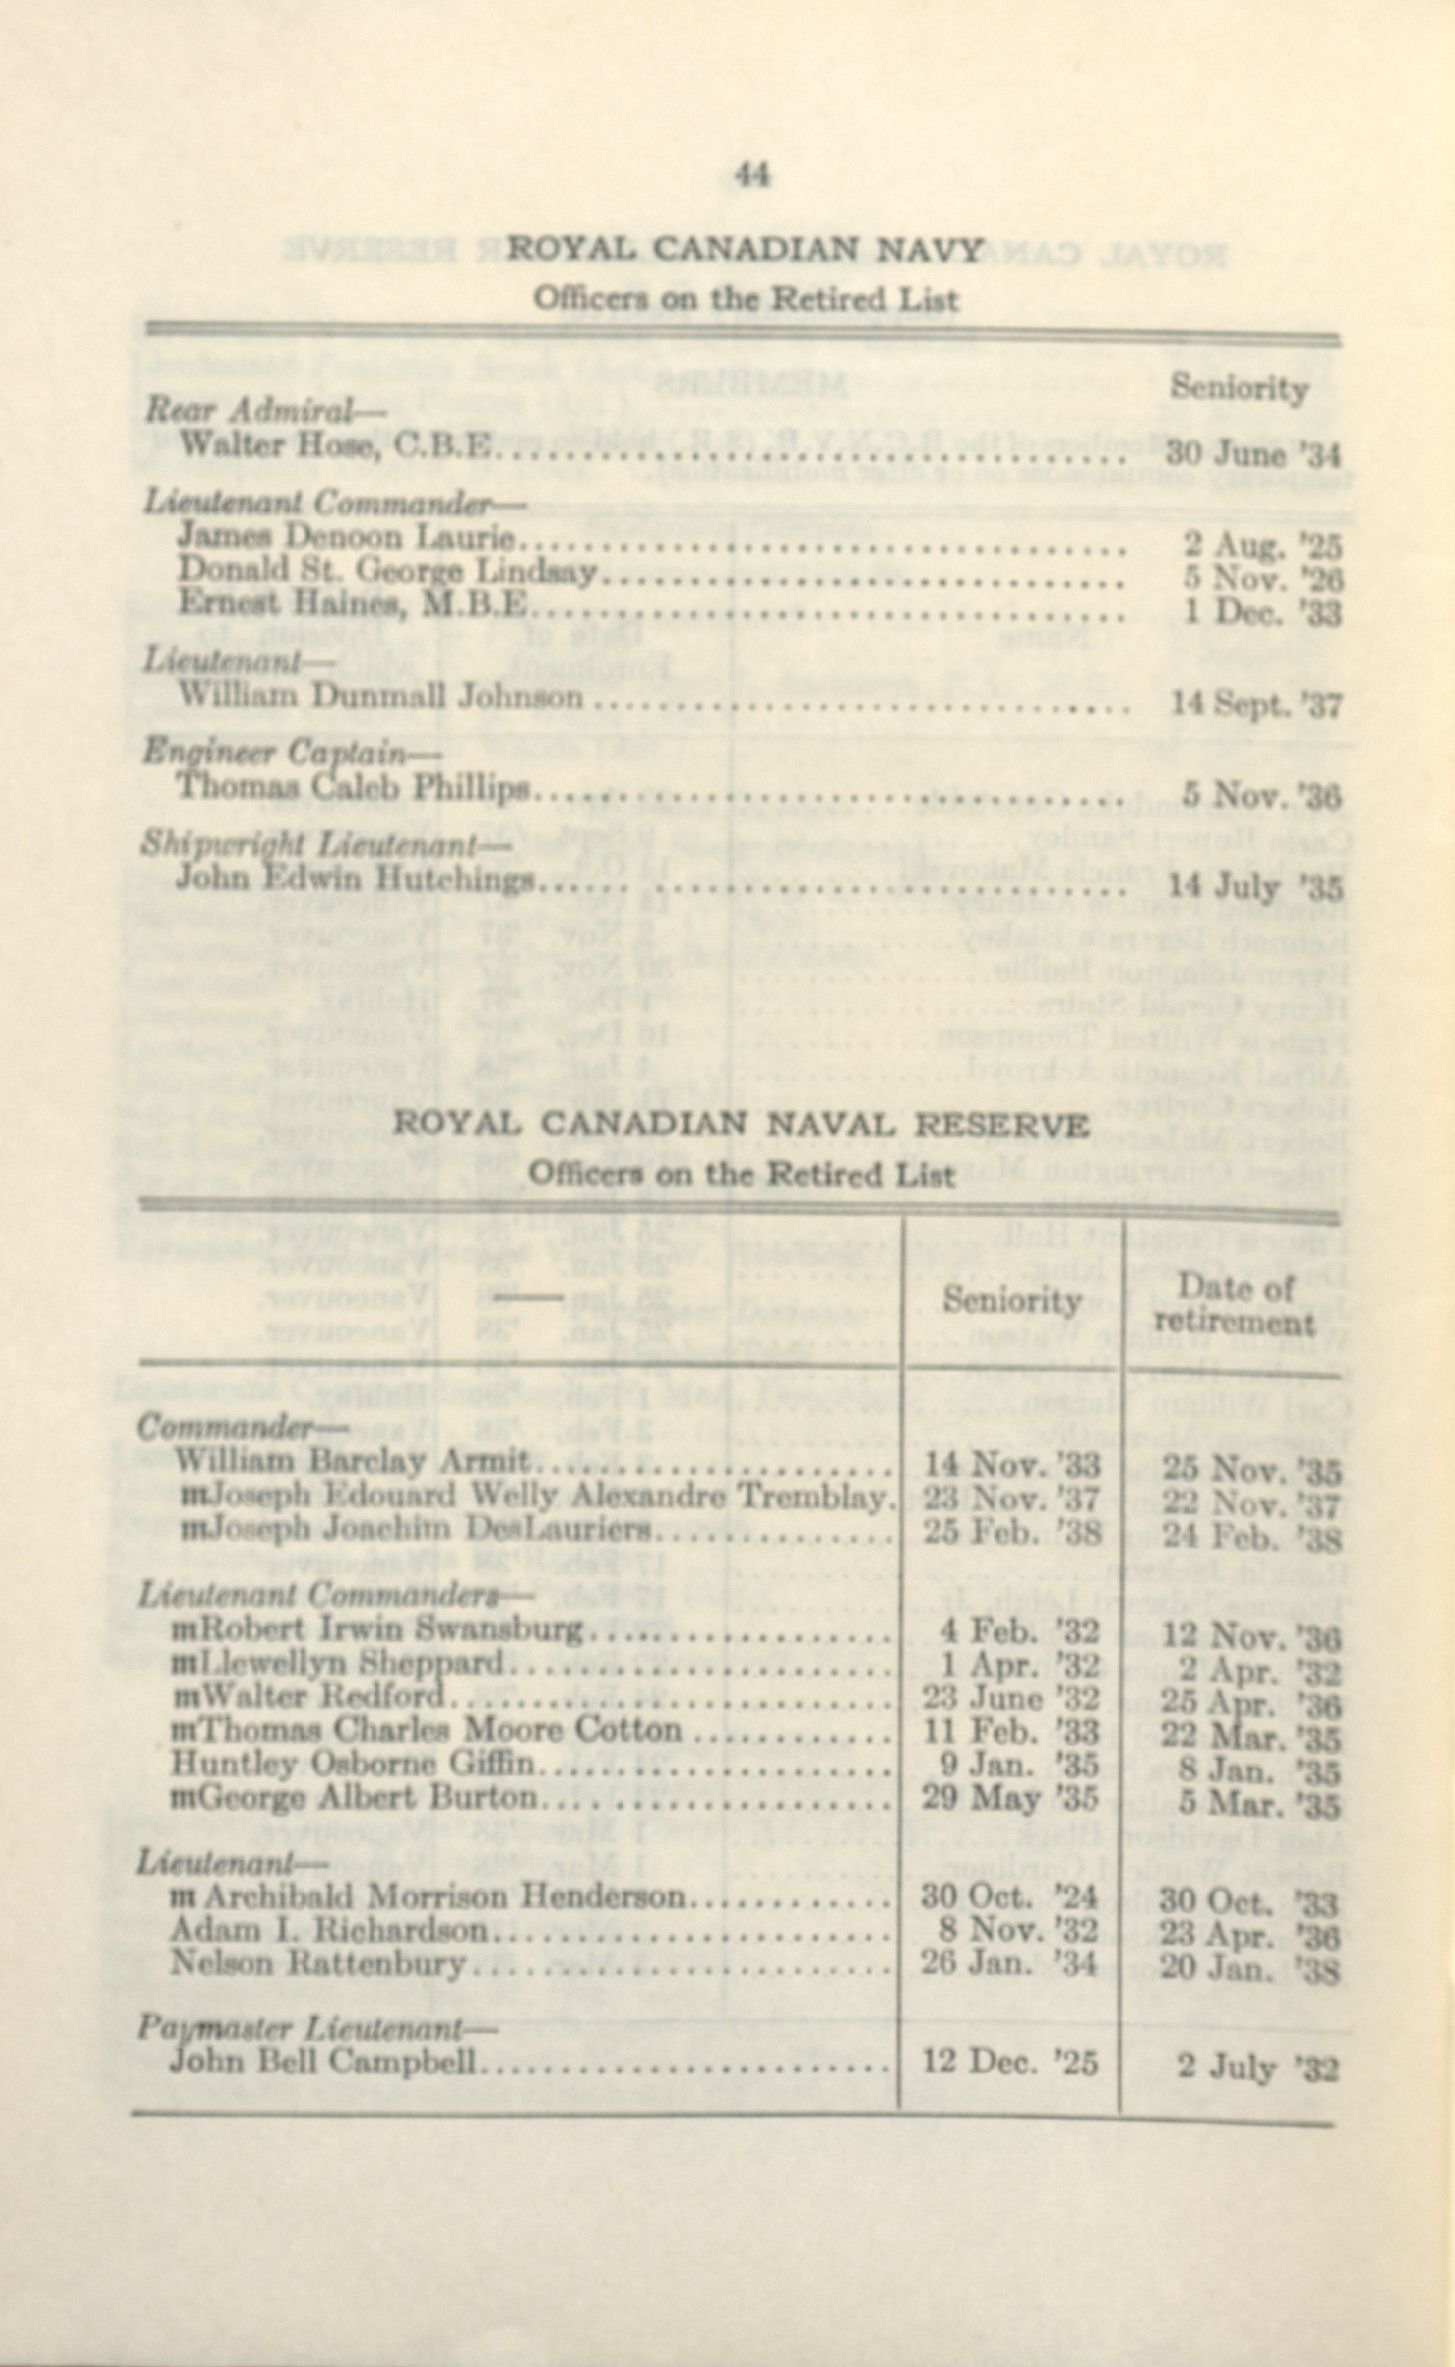 44
ROYAL CANADIAN NAVY
Officers on the Retired List
Seniority
Rear Admiral—
Walter Hose, C.B.E. 30 June '34
Lieutenant Commander—
James Denoon Laurie 2 Aug. '25
Donald St. George Lindsay 5 Nov. '26
Ernest Haines, M.B.E. 1 Dec. '33
Lieutenant—
William Dunmall Johnson 14 Sept. '37
Engineer Captain—
Thomas Caleb Phillips 5 Nov. '36
Shipwright Lieutenant—
John Edwin Hutchings 14 July '35
ROYAL CANADIAN NAVAL RESERVE
Officers on the Retired List
— Seniority Date of retirement
Commander—
William Barclay Armit 14 Nov. '33 25 Nov. '35
mJoseph Edouard Welly Alexandre Tremblay. 23 Nov. '37 22 Nov. '37
mJoseph Joachim DesLauriers 25 Feb. '38 24 Feb. '38
Lieutenant Commanders—
mRobert Irwin Swansburg 4 Feb. '32 12 Nov. '36
mLlewellyn Sheppard 1 Apr. '32 2 Apr. '32
mWalter Redford 23 June '32 25 Apr. '36
mThomas Charles Moore Cotton 11 Feb. '33 22 Mar. '35
Huntley Osborne Giffin 9 Jan. '35 8 Jan. '35
mGeorge Albert Burton 29 May '35 5 Mar. '35
Lieutenant—
m Archibald Morrison Henderson 30 Oct. '24 30 Oct. '33
Adam I. Richardson 8 Nov. '32 23 Apr. '36
Nelson Rattenbury 26 Jan. '34 20 Jan. '38
Paymaster Lieutenant—
John Bell Campbell 12 Dec. '25 2 July '32